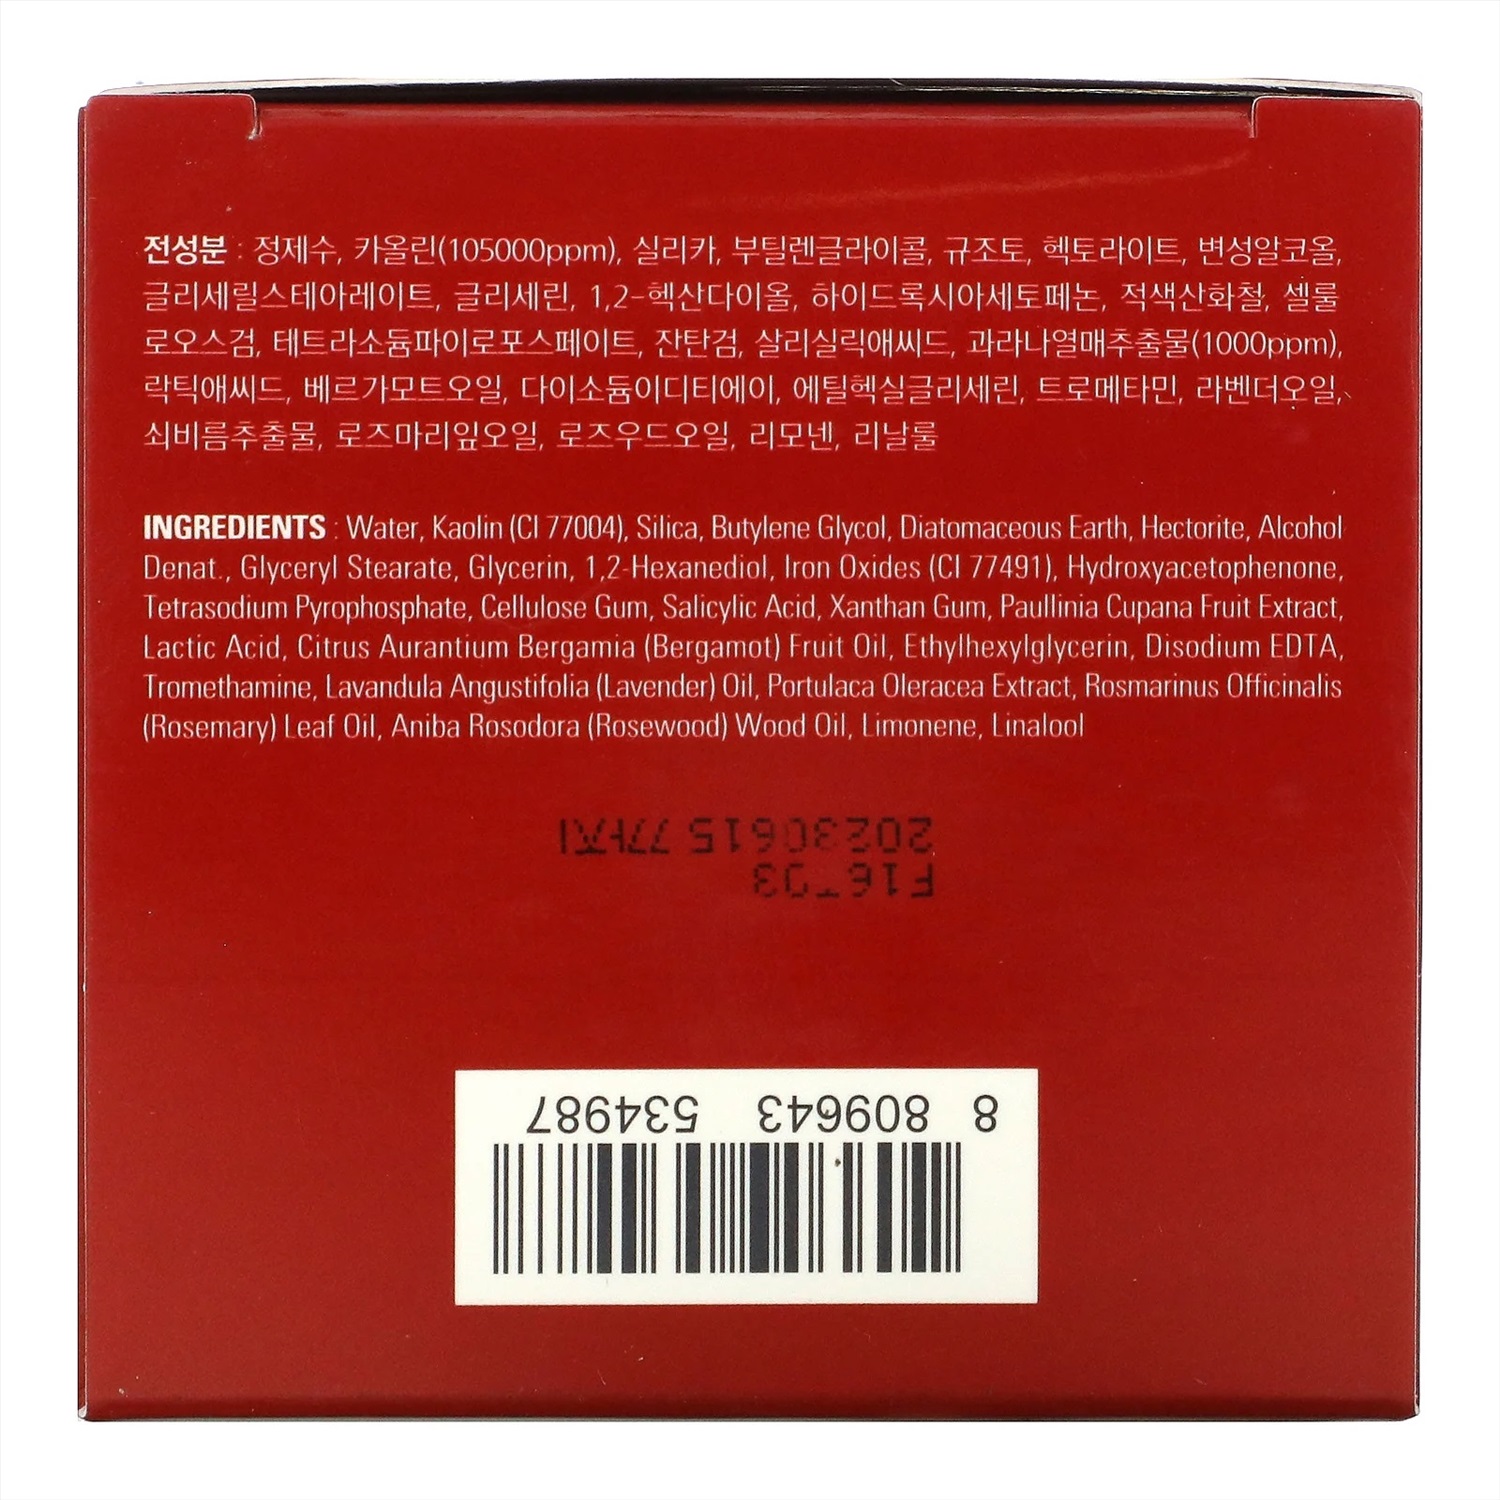 전성분 : 정제수, 카올린(105000ppm), 실리카, 부틸렌글라이콜, 규조토, 헥토라이트, 변성알코올,
글리세릴스테아레이트, 글리세린, 1,2-헥산다이올, 하이드록시아세토페논, 적색산화철, 셀룰
로오스검, 테트라소듐파이로포스페이트, 잔탄검, 살리실릭애씨드, 과라나열매추출물(1000ppm),
락틱애씨드, 베르가모트오일, 다이소듐이디티에이, 에틸헥실글리세린, 트로메타민, 라벤더오일,
쇠비름추출물, 로즈마리잎오일, 로즈우드오일, 리모넨, 리날룰
INGREDIENTS : Water, Kaolin (CI 77004), Silica, Butylene Glycol, Diatomaceous Earth, Hectorite, Alcohol
Denat., Glyceryl Stearate, Glycerin, 1,2-Hexanediol, Iron Oxides (CI 77491), Hydroxyacetophenone,
Tetrasodium Pyrophosphate, Cellulose Gum, Salicylic Acid, Xanthan Gum, Paullinia Cupana Fruit Extract,
Lactic Acid, Citrus Aurantium Bergamia (Bergamot) Fruit Oil, Ethylhexylglycerin, Disodium EDTA,
Tromethamine, Lavandula Angustifolia (Lavender) Oil, Portulaca Oleracea Extract, Rosmarinus Officinalis
(Rosemary) Leaf Oil, Aniba Rosodora (Rosewood) Wood Oil, Limonene, Linalool
F16T03
20230615 까지
8 809643 534987